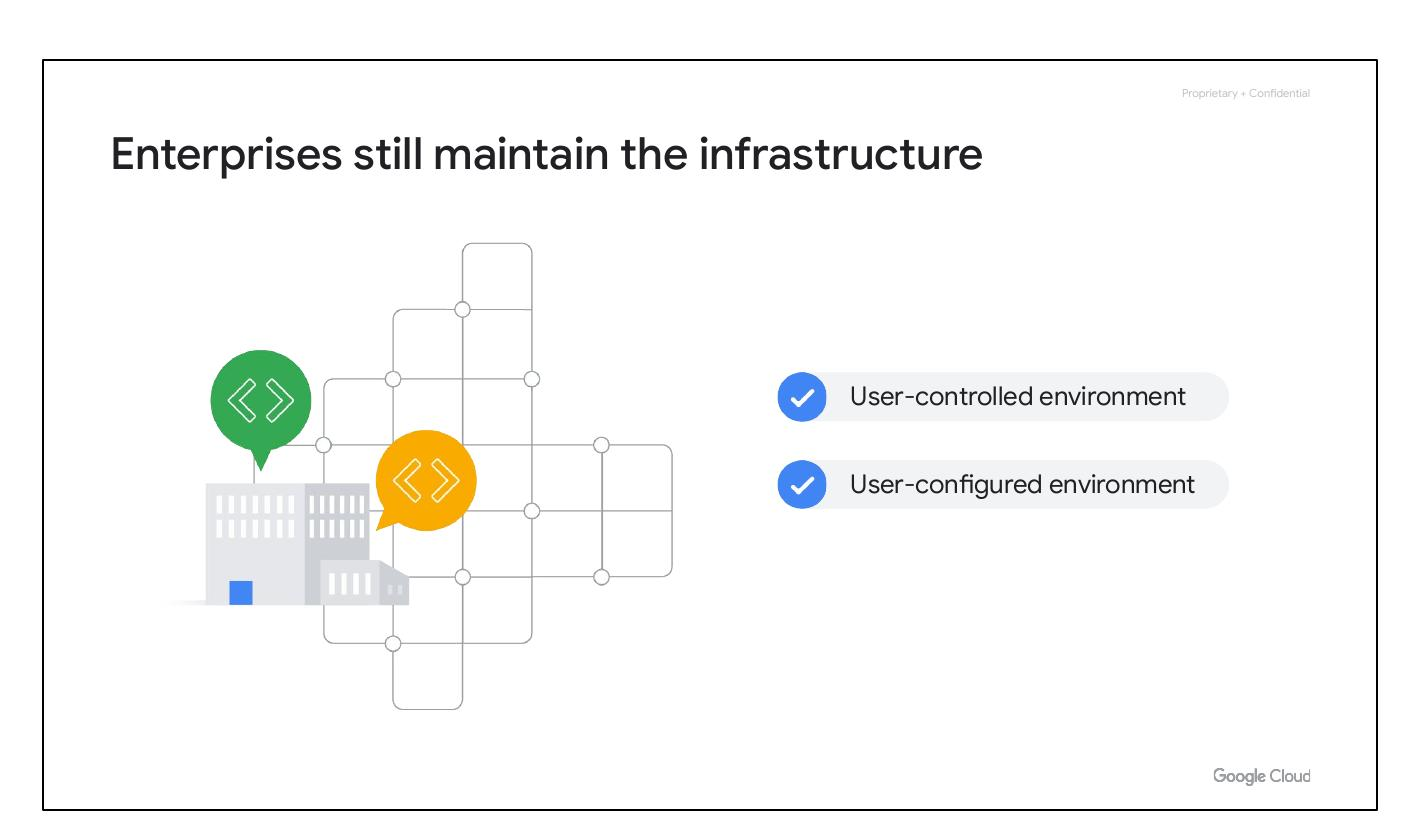 Proprietary + Confidential
Enterprises still maintain the infrastructure
User-controlled environment
User-configured environment
Google Cloud